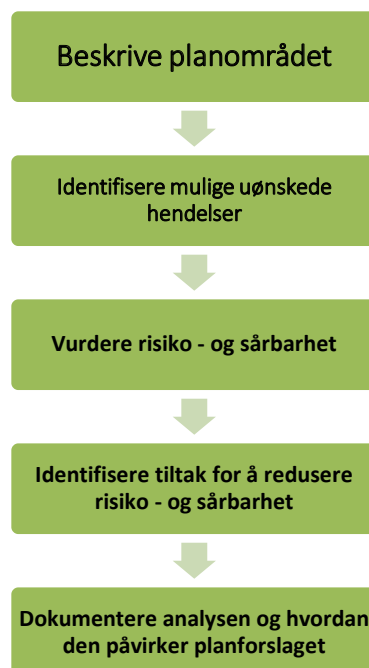 Beskrive planområdet
Identifisere mulige uønskede
hendelser
Vurdere risiko - og sårbarhet
Identifisere tiltak for å redusere
risiko - og sårbarhet
Dokumentere analysen og hvordan
den påvirker planforslaget